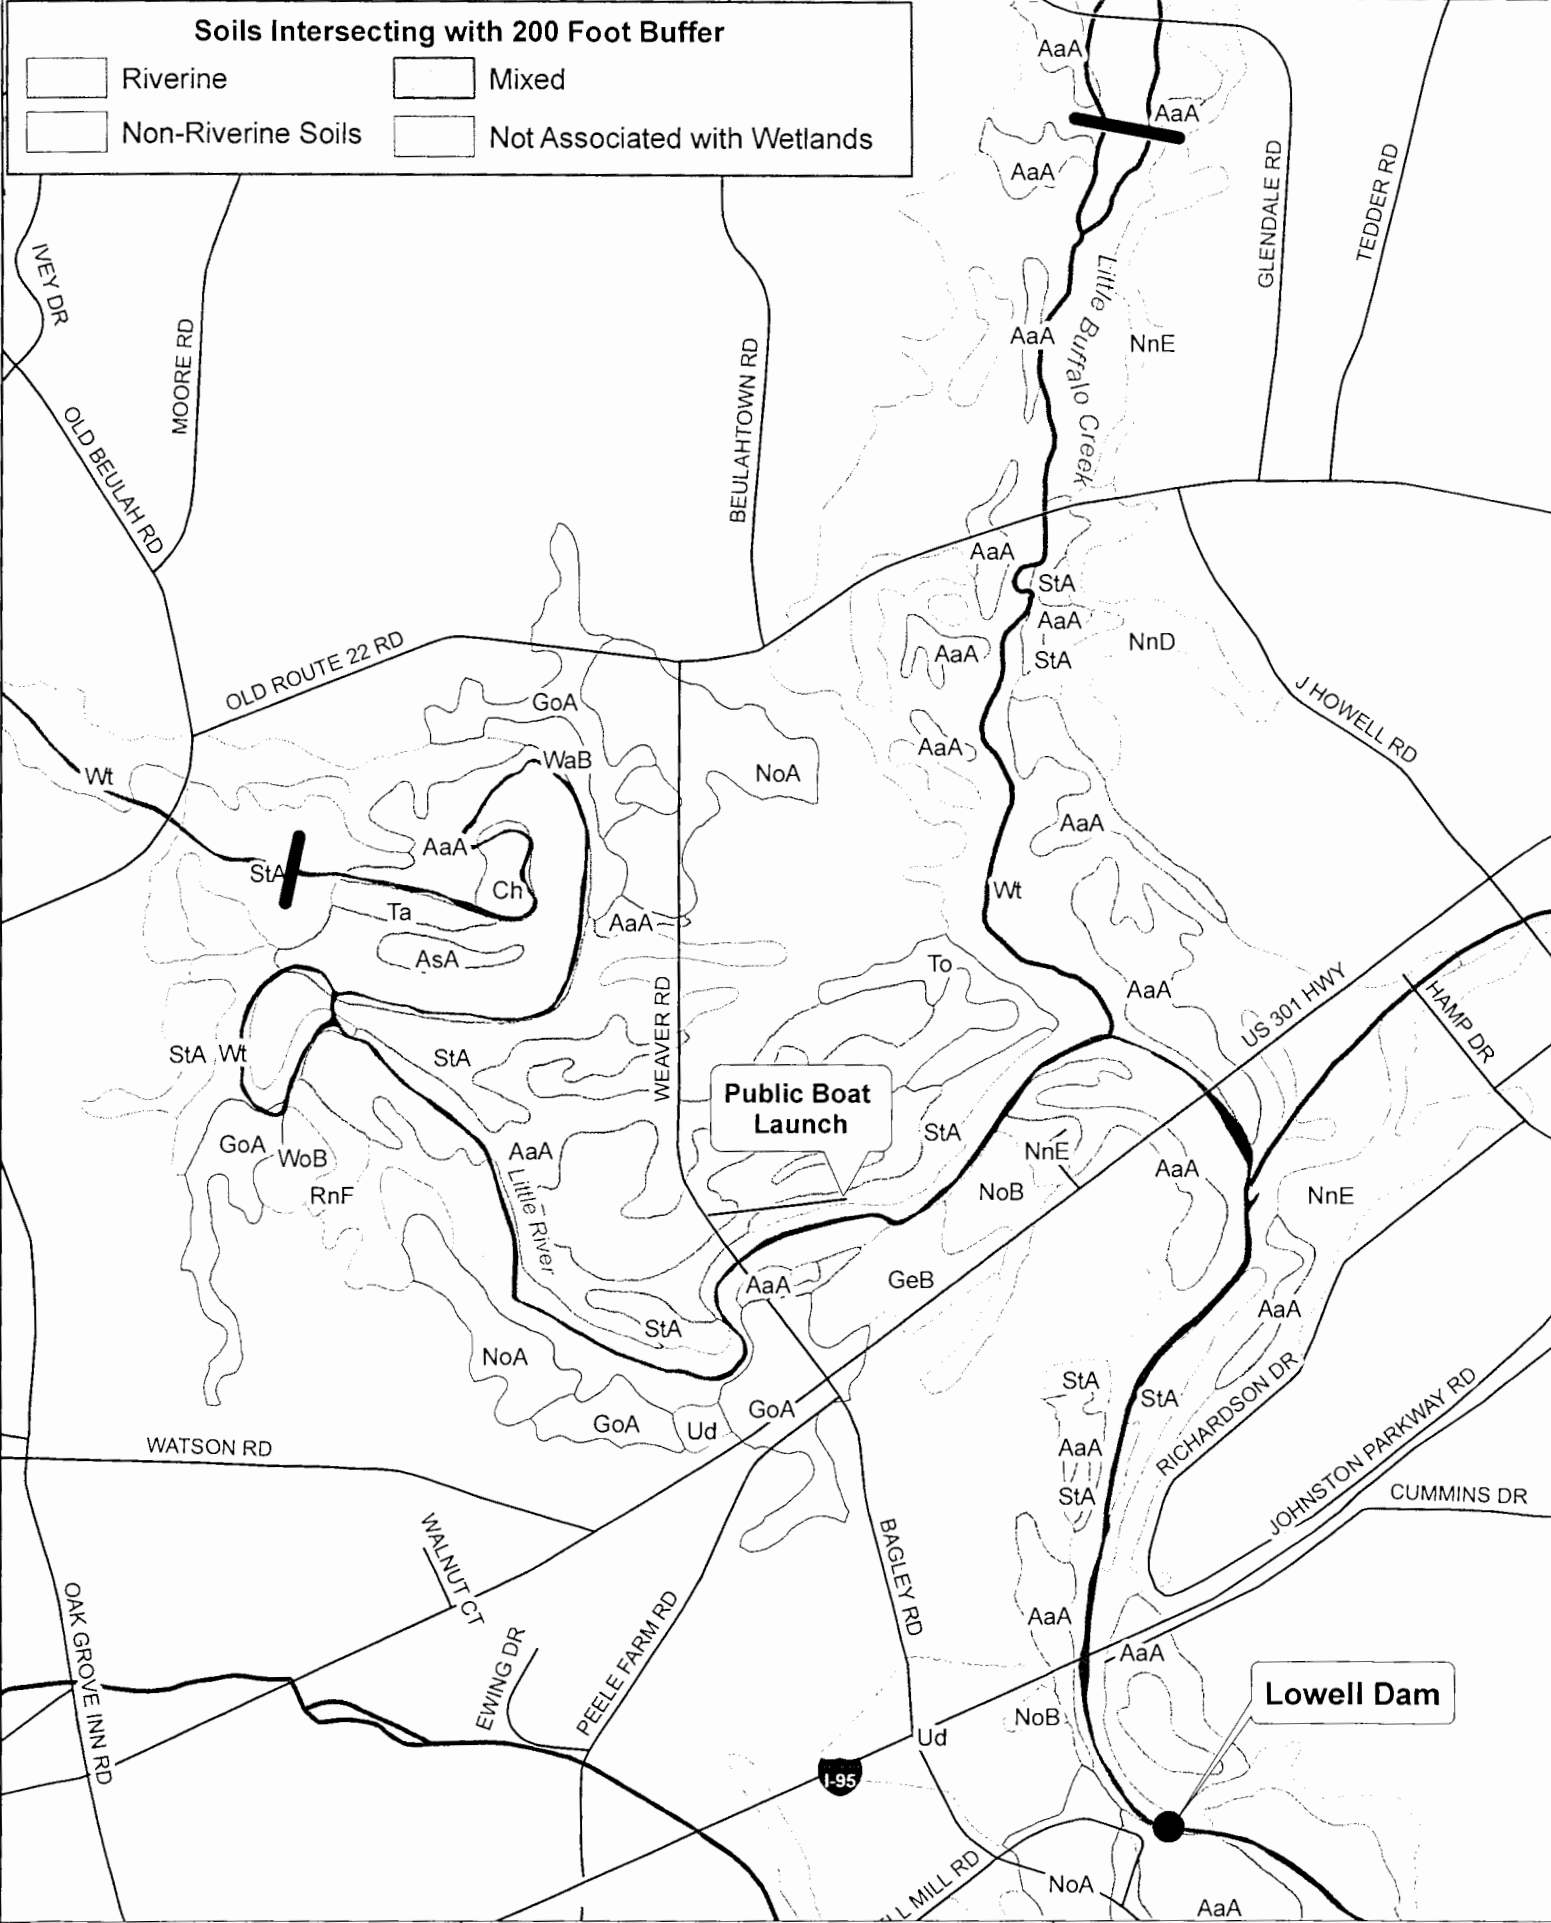 Soils Intersecting with 200 Foot Buffer
Riverine
Mixed
Non-Riverine Soils
Not Associated with Wetlands
AaA
AaA
AaA
GLENDALE RD
TEDDER RD
IVEY DR
MOORE RD
BEULAHTOWN RD
Little Buffalo Creek
AaA
NnE
OLD BEULAH RD
AaA
StA
AaA
StA
NnD
AaA
OLD ROUTE 22 RD
GoA
J HOWELL RD
AaA
WaB
NoA
Wt
AaA
AaA
StA
Ch
Wt
Ta
AaA
AsA
To
AaA
US 301 HWY
HAMP DR
WEAVER RD
StA
Wt
StA
Public Boat
Launch
StA
GoA
WoB
AaA
NnE
AaA
RnF
NoB
NnE
Little River
AaA
GeB
AaA
StA
NoA
StA
StA
GoA
Ud
GoA
AaA
RICHARDSON DR
WATSON RD
StA
JOHNSTON PARKWAY RD
CUMMINS DR
WALNUT CT
BAGLEY RD
OAK GROVE INN RD
EWING DR
PEELE FARM RD
AaA
AaA
Lowell Dam
NoB
Ud
I-95
MILL RD
NoA
AaA